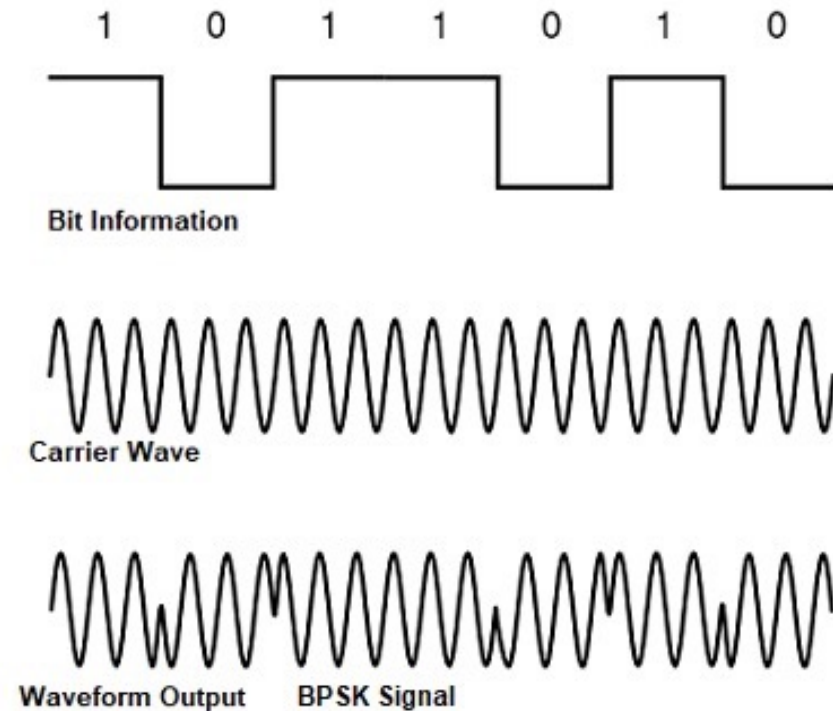 1 0 1 1 0 1 0
Bit Information
Carrier Wave
Waveform Output BPSK Signal